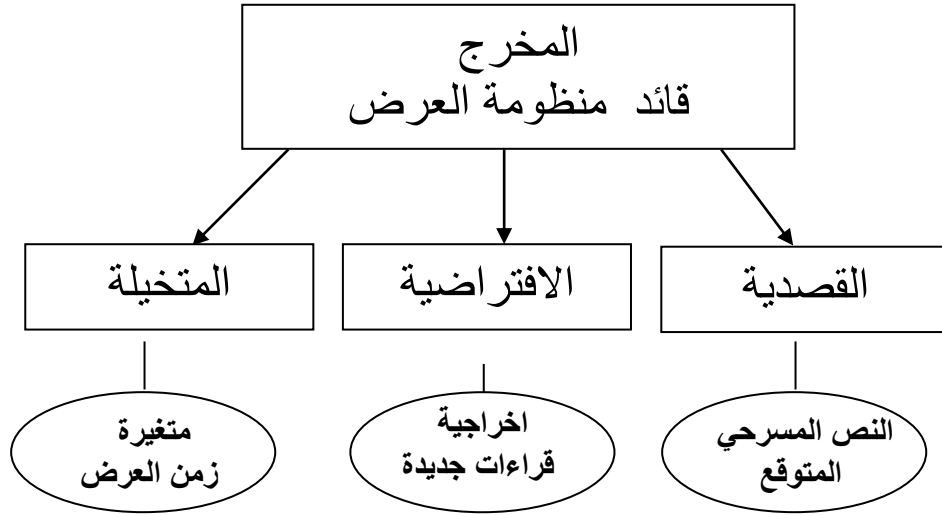 المخرج
قائد منظومة العرض
القصدية
الافتراضية
المتخيلة
النص المسرحي
المتوقع
اخراجية
قراءات جديدة
متغيرة
زمن العرض